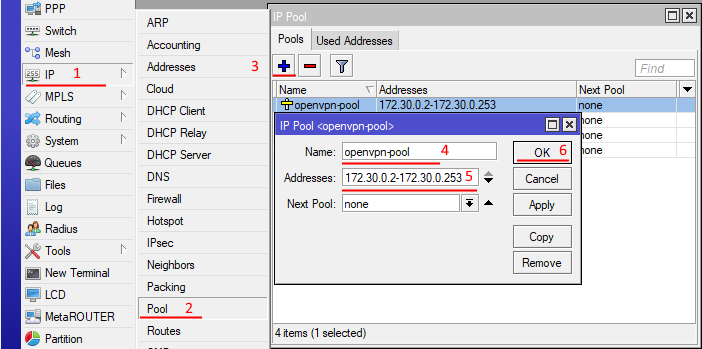 PPP
Switch
Mesh
IP 1
MPLS
Routing
System
Queues
Files
Log
Radius
Tools
New Terminal
LCD
MetaROUTER
Partition
ARP
Accounting
Addresses 3
Cloud
DHCP Client
DHCP Relay
DHCP Server
DNS
Firewall
Hotspot
IPsec
Neighbors
Packing
Pool 2
Routes
IP Pool
Pools Used Addresses
Find
Name Addresses Next Pool
openvpn-pool 172.30.0.2-172.30.0.253 none
none
none
none
IP Pool <openvpn-pool>
Name: openvpn-pool 4 OK 6
Addresses: 172.30.0.2-172.30.0.253 5 Cancel
Next Pool: none Apply
Copy
Remove
4 items (1 selected)